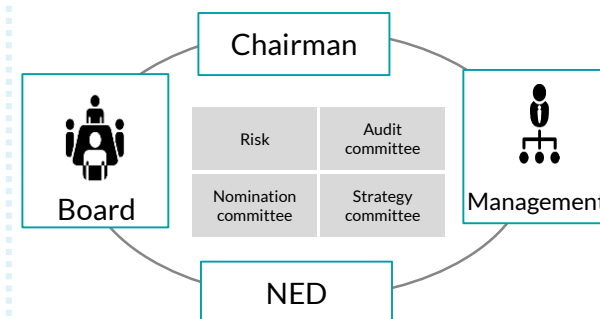 Chairman
Board
Risk
Audit
committee
Nomination
committee
Strategy
committee
Management
NED